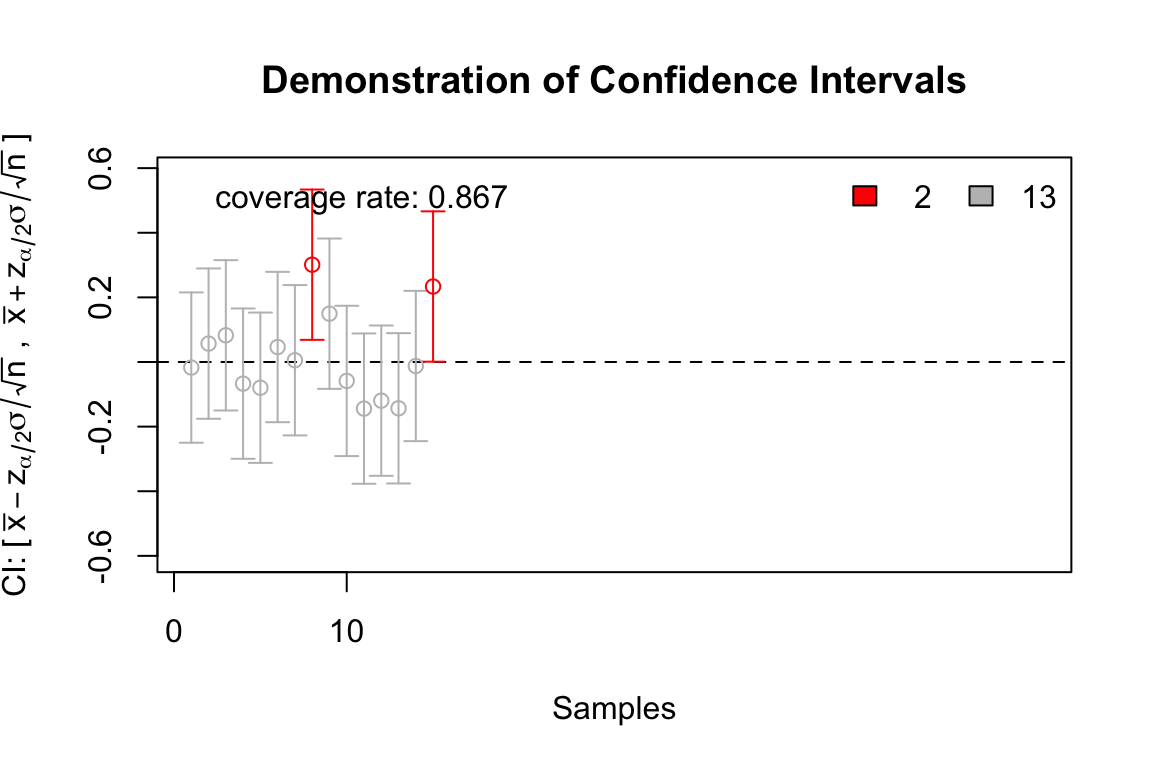 Demonstration of Confidence Intervals
CI: [ x̅ − zα/2σ/√n , x̅ + zα/2σ/√n ]
0.6
0.2
-0.2
-0.6
coverage rate: 0.867
2
13
0
10
Samples